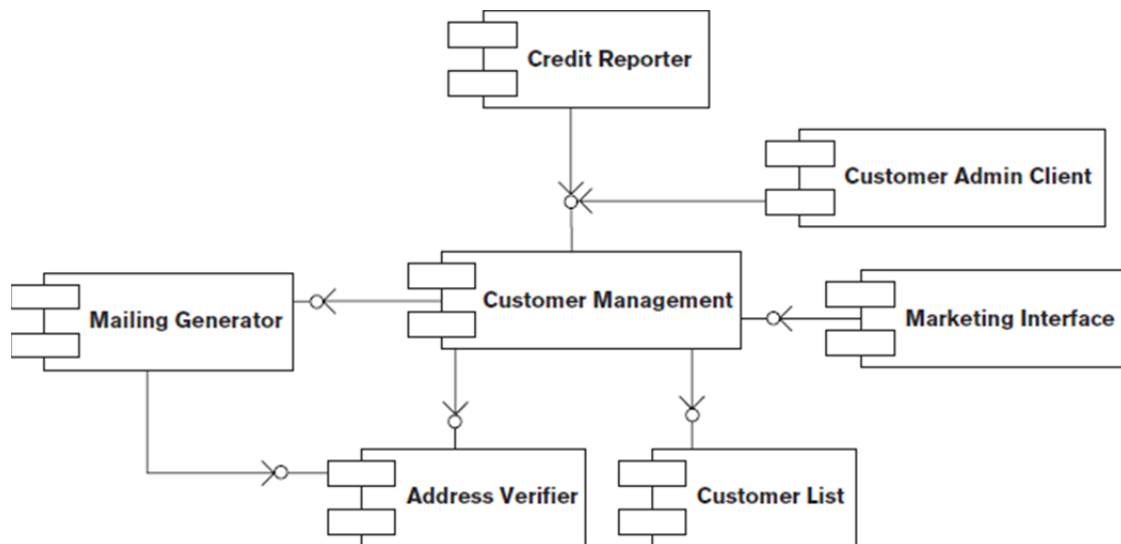 Credit Reporter
Customer Admin Client
Customer Management
Mailing Generator
Marketing Interface
Address Verifier
Customer List